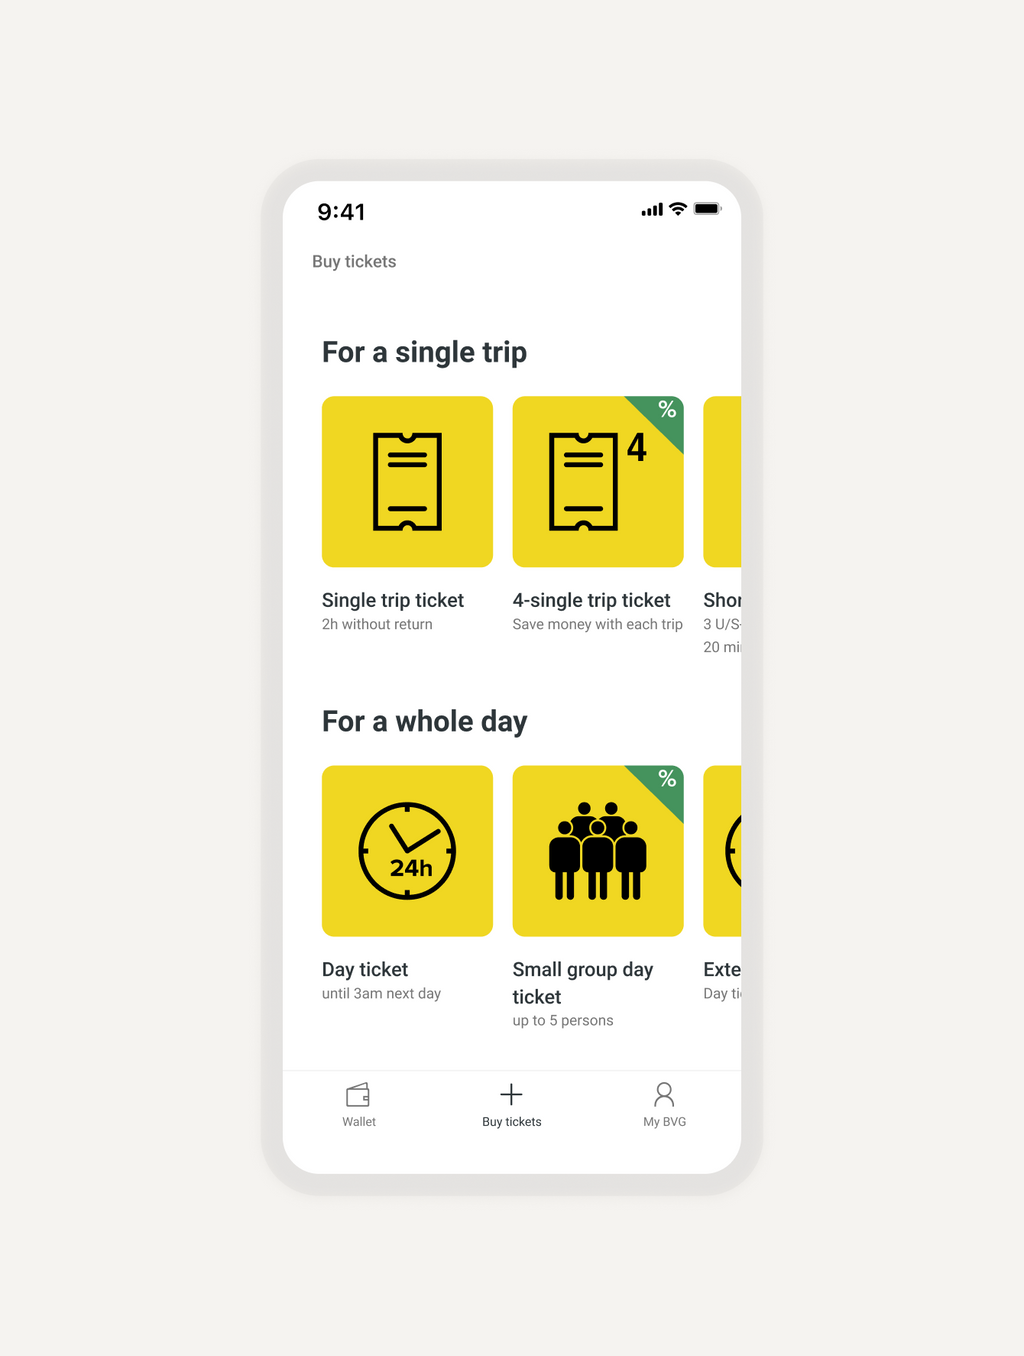 9:41
Buy tickets
For a single trip
%
4
Single trip ticket
2h without return
4-single trip ticket
Save money with each trip
Shor
3 U/S-
20 mi
For a whole day
24h
%
Day ticket
until 3am next day
Small group day
ticket
up to 5 persons
Exte
Day ti
Wallet
Buy tickets
My BVG